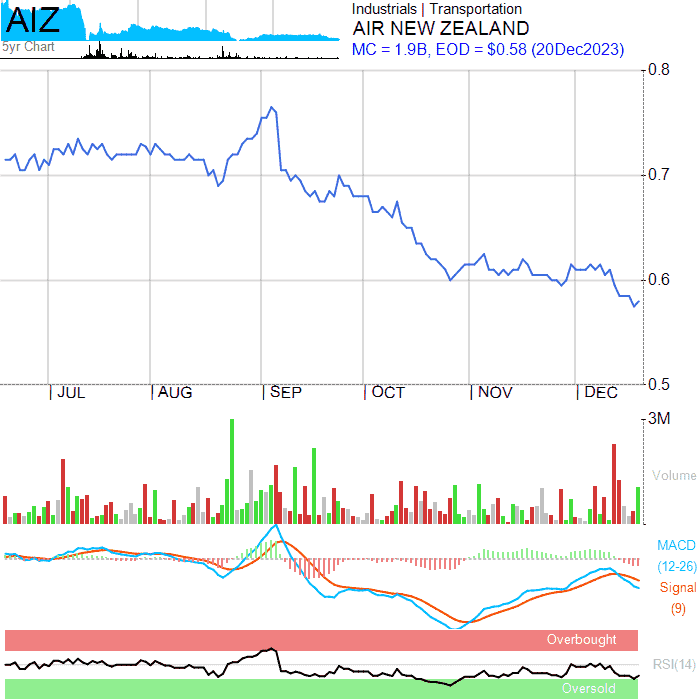 AIZ
5yr Chart
Industrials | Transportation
AIR NEW ZEALAND
MC = 1.9B, EOD = $0.58 (20Dec2023)
0.8
0.7
0.6
0.5
JUL AUG SEP OCT NOV DEC
3M
Volume
MACD
(12-26)
Signal
(9)
Overbought
RSI(14)
Oversold